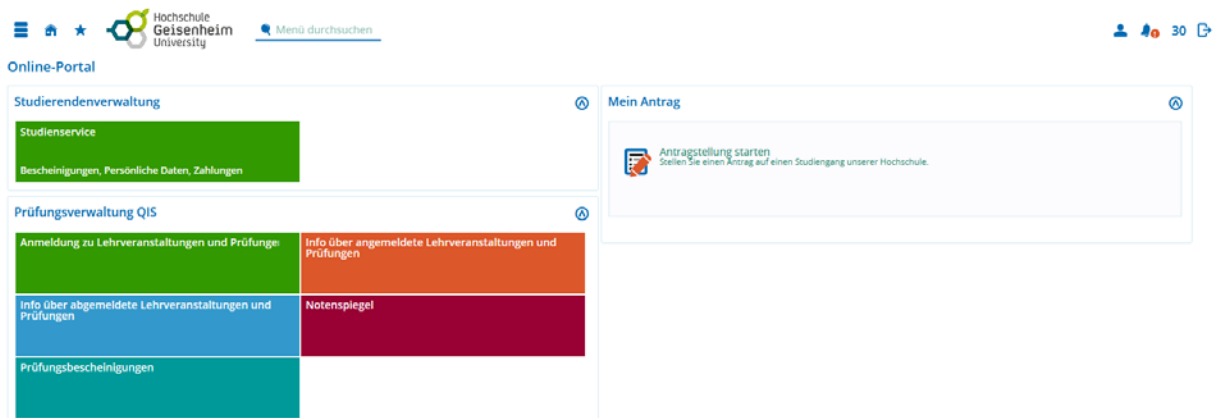 Hochschule
Geisenheim
University
Menü durchsuchen
30
Online-Portal
Studierendenverwaltung
Studienservice
Bescheinigungen, Persönliche Daten, Zahlungen
Prüfungsverwaltung QIS
Anmeldung zu Lehrveranstaltungen und Prüfunge
Info über angemeldete Lehrveranstaltungen und
Prüfungen
Info über abgemeldete Lehrveranstaltungen und
Prüfungen
Notenspiegel
Prüfungsbescheinigungen
Mein Antrag
Antragstellung starten
Stellen Sie einen Antrag auf einen Studiengang unserer Hochschule.